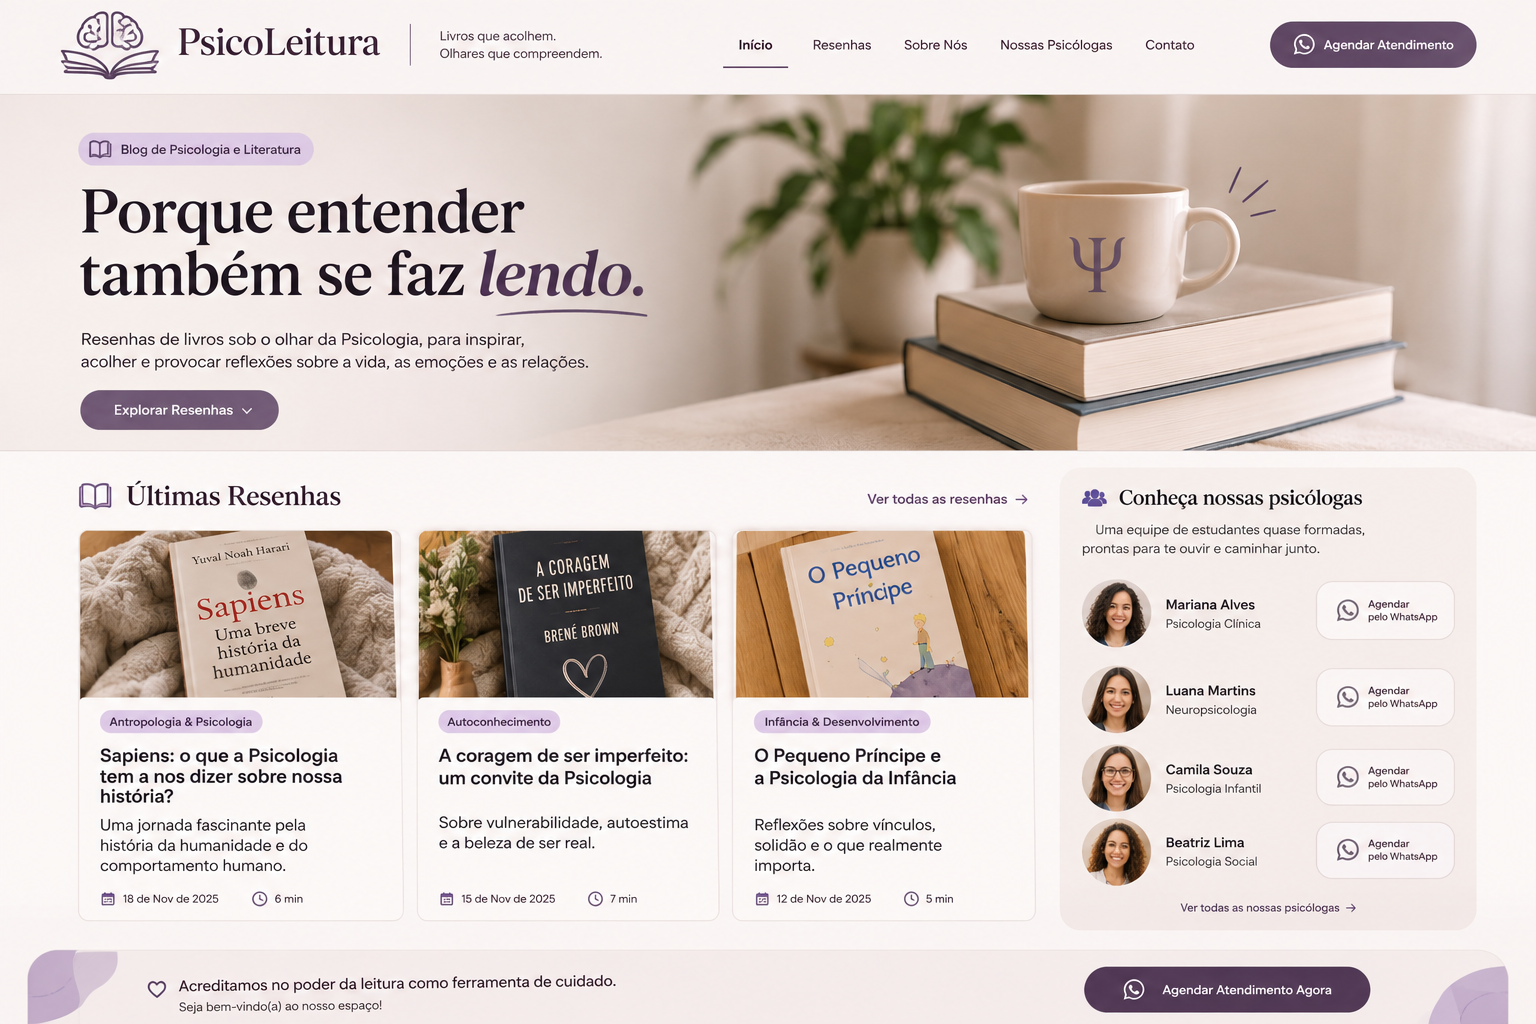 PsicoLeitura
Livros que acolhem.
Olhares que compreendem.
Início
Resenhas
Sobre Nós
Nossas Psicólogas
Contato
Agendar Atendimento
Blog de Psicologia e Literatura
Porque entender
também se faz lendo.
Resenhas de livros sob o olhar da Psicologia, para inspirar,
acolher e provocar reflexões sobre a vida, as emoções e as relações.
Explorar Resenhas
Ψ
Últimas Resenhas
Ver todas as resenhas →
Yuval Noah Harari
Sapiens
Uma breve
história da
humanidade
Antropologia & Psicologia
Sapiens: o que a Psicologia
tem a nos dizer sobre nossa
história?
Uma jornada fascinante pela
história da humanidade e do
comportamento humano.
18 de Nov de 2025
6 min
A CORAGEM
DE SER IMPERFEITO
BRENÉ BROWN
Autoconhecimento
A coragem de ser imperfeito:
um convite da Psicologia
Sobre vulnerabilidade, autoestima
e a beleza de ser real.
15 de Nov de 2025
7 min
O Pequeno
Príncipe
Infância & Desenvolvimento
O Pequeno Príncipe e
a Psicologia da Infância
Reflexões sobre vínculos,
solidão e o que realmente
importa.
12 de Nov de 2025
5 min
Conheça nossas psicólogas
Uma equipe de estudantes quase formadas,
prontas para te ouvir e caminhar junto.
Mariana Alves
Psicologia Clínica
Agendar
pelo WhatsApp
Luana Martins
Neuropsicologia
Agendar
pelo WhatsApp
Camila Souza
Psicologia Infantil
Agendar
pelo WhatsApp
Beatriz Lima
Psicologia Social
Agendar
pelo WhatsApp
Ver todas as nossas psicólogas →
Acreditamos no poder da leitura como ferramenta de cuidado.
Seja bem-vindo(a) ao nosso espaço!
Agendar Atendimento Agora